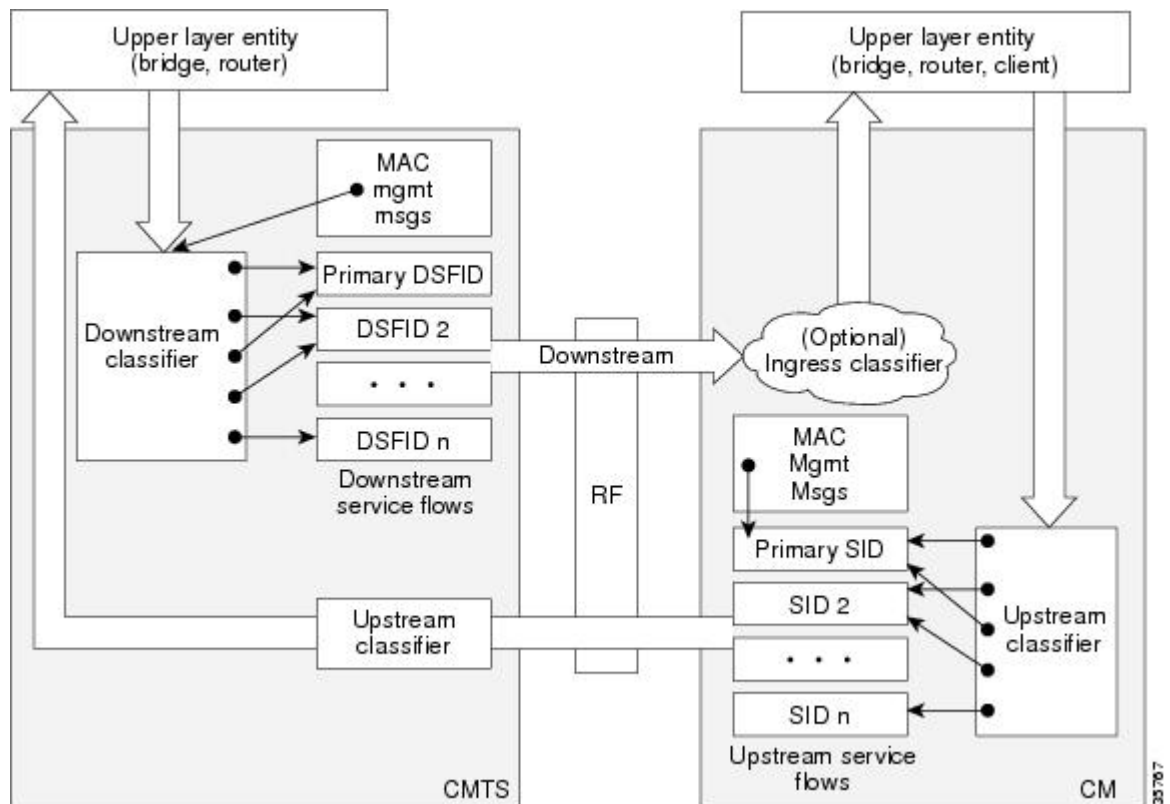 Upper layer entity
(bridge, router)
Upper layer entity
(bridge, router, client)
MAC
mgmt
msgs
Downstream
classifier
Primary DSFID
DSFID 2
. . .
DSFID n
Downstream
service flows
Downstream
RF
(Optional)
Ingress classifier
MAC
Mgmt
Msgs
Primary SID
SID 2
. . .
SID n
Upstream service
flows
Upstream
classifier
Upstream
classifier
CMTS
CM